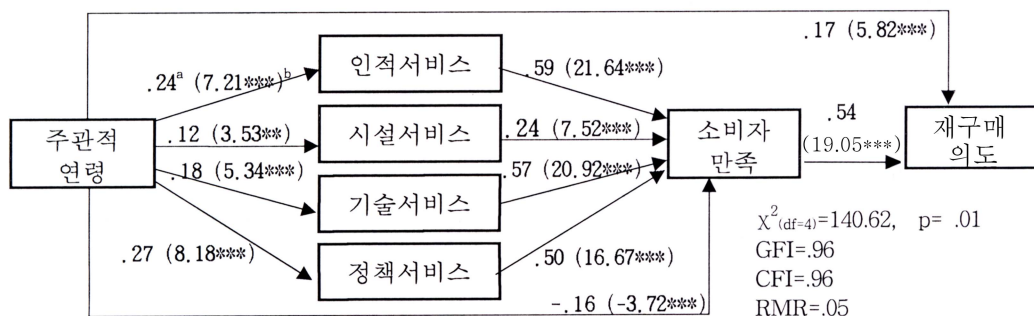 .17 (5.82***)
인적서비스
.59 (21.64***)
.24ᵃ (7.21***)ᵇ
주관적
연령
.12 (3.53**)
시설서비스
.24 (7.52***)
소비자
만족
.54
(19.05***)
재구매
의도
.18 (5.34***)
기술서비스
.57 (20.92***)
.27 (8.18***)
정책서비스
.50 (16.67***)
-.16 (-3.72***)
X²(df=4)=140.62, p= .01
GFI=.96
CFI=.96
RMR=.05